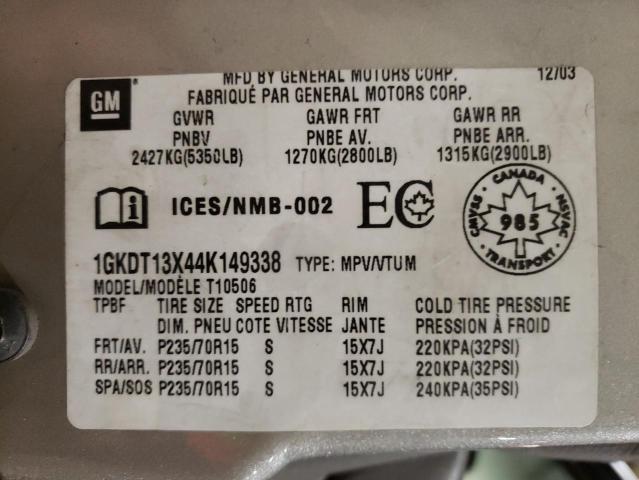 MFD BY GENERAL MOTORS CORP. 12/03
GM
FABRIQUÉ PAR GENERAL MOTORS CORP.
GVWR GAWR FRT GAWR RR
PNBV PNBE AV. PNBE ARR.
2427KG(5350LB) 1270KG(2800LB) 1315KG(2900LB)
ICES/NMB-002 EC
CANADA
CMVSS 985 NSVAC
TRANSPORT
1GKDT13X44K149338 TYPE: MPV/VTUM
MODEL/MODÈLE T10506
TPBF TIRE SIZE SPEED RTG RIM COLD TIRE PRESSURE
DIM. PNEU COTE VITESSE JANTE PRESSION À FROID
FRT/AV. P235/70R15 S 15X7J 220KPA(32PSI)
RR/ARR. P235/70R15 S 15X7J 220KPA(32PSI)
SPA/SOS P235/70R15 S 15X7J 240KPA(35PSI)